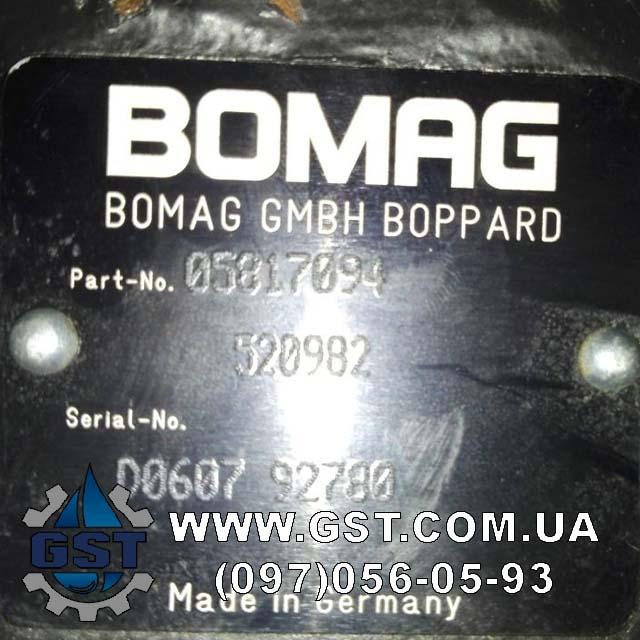 BOMAG
BOMAG GMBH BOPPARD
Part-No. 05817094
520982
Serial-No.
D0607 92780
GST
WWW.GST.COM.UA
(097)056-05-93
Made in Germany